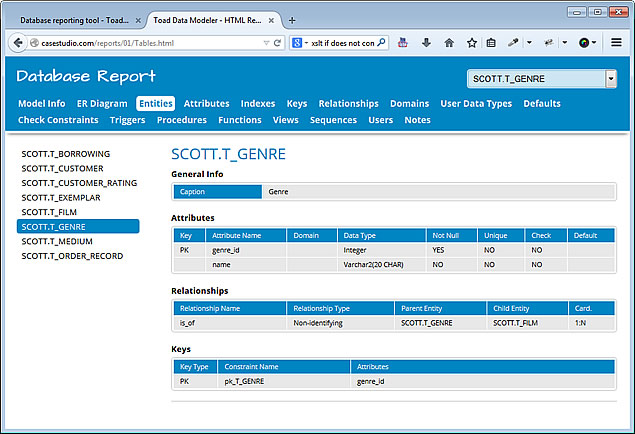 Database reporting tool - Toad...
Toad Data Modeler - HTML Re...
casestudio.com/reports/01/Tables.html
xslt if does not con
Database Report
SCOTT.T_GENRE
Model Info ER Diagram Entities Attributes Indexes Keys Relationships Domains User Data Types Defaults
Check Constraints Triggers Procedures Functions Views Sequences Users Notes
SCOTT.T_BORROWING
SCOTT.T_CUSTOMER
SCOTT.T_CUSTOMER_RATING
SCOTT.T_EXEMPLAR
SCOTT.T_FILM
SCOTT.T_GENRE
SCOTT.T_MEDIUM
SCOTT.T_ORDER_RECORD
SCOTT.T_GENRE
General Info
Caption Genre
Attributes
Key Attribute Name Domain Data Type Not Null Unique Check Default
PK genre_id Integer YES NO NO
name Varchar2(20 CHAR) NO NO NO
Relationships
Relationship Name Relationship Type Parent Entity Child Entity Card.
is_of Non-identifying SCOTT.T_GENRE SCOTT.T_FILM 1:N
Keys
Key Type Constraint Name Attributes
PK pk_T_GENRE genre_id